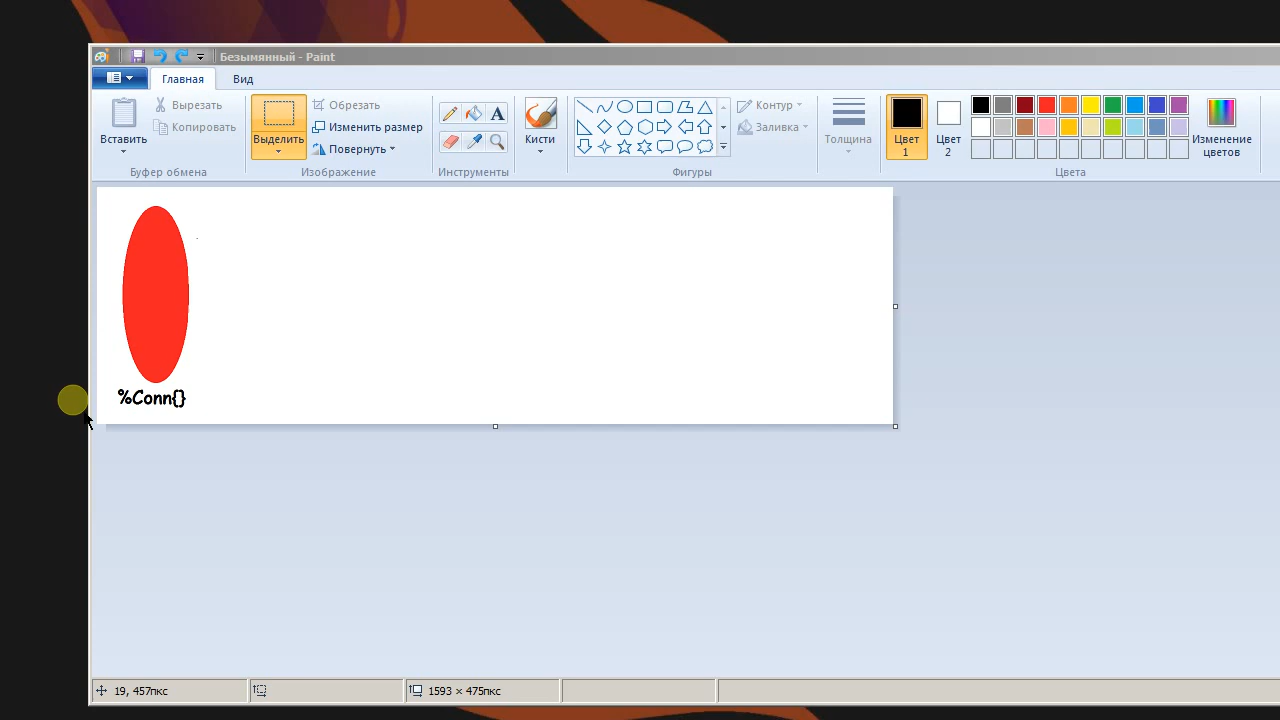 Безымянный - Paint
Главная
Вид
Вставить
Вырезать
Копировать
Буфер обмена
Выделить
Обрезать
Изменить размер
Повернуть
Изображение
A
Инструменты
Кисти
Контур
Заливка
Фигуры
Толщина
Цвет
1
Цвет
2
Изменение
цветов
Цвета
%Conn{}
19, 457пкс
1593 × 475пкс